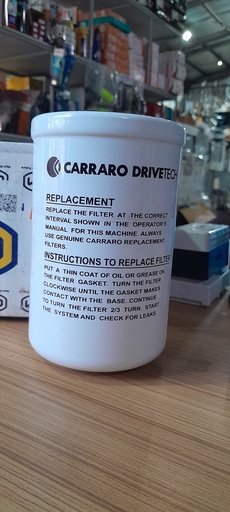 CARRARO DRIVETECH
REPLACEMENT
REPLACE THE FILTER AT THE CORRECT
INTERVAL SHOWN IN THE OPERATOR'S
MANUAL FOR THIS MACHINE. ALWAYS
USE GENUINE CARRARO REPLACEMENT
FILTERS.
INSTRUCTIONS TO REPLACE FILTER
PUT A THIN COAT OF OIL OR GREASE ON
THE FILTER GASKET. TURN THE FILTER
CLOCKWISE UNTIL THE GASKET MAKES
CONTACT WITH THE BASE. CONTINUE
TO TURN THE FILTER 2/3 TURN. START
THE SYSTEM AND CHECK FOR LEAKS.